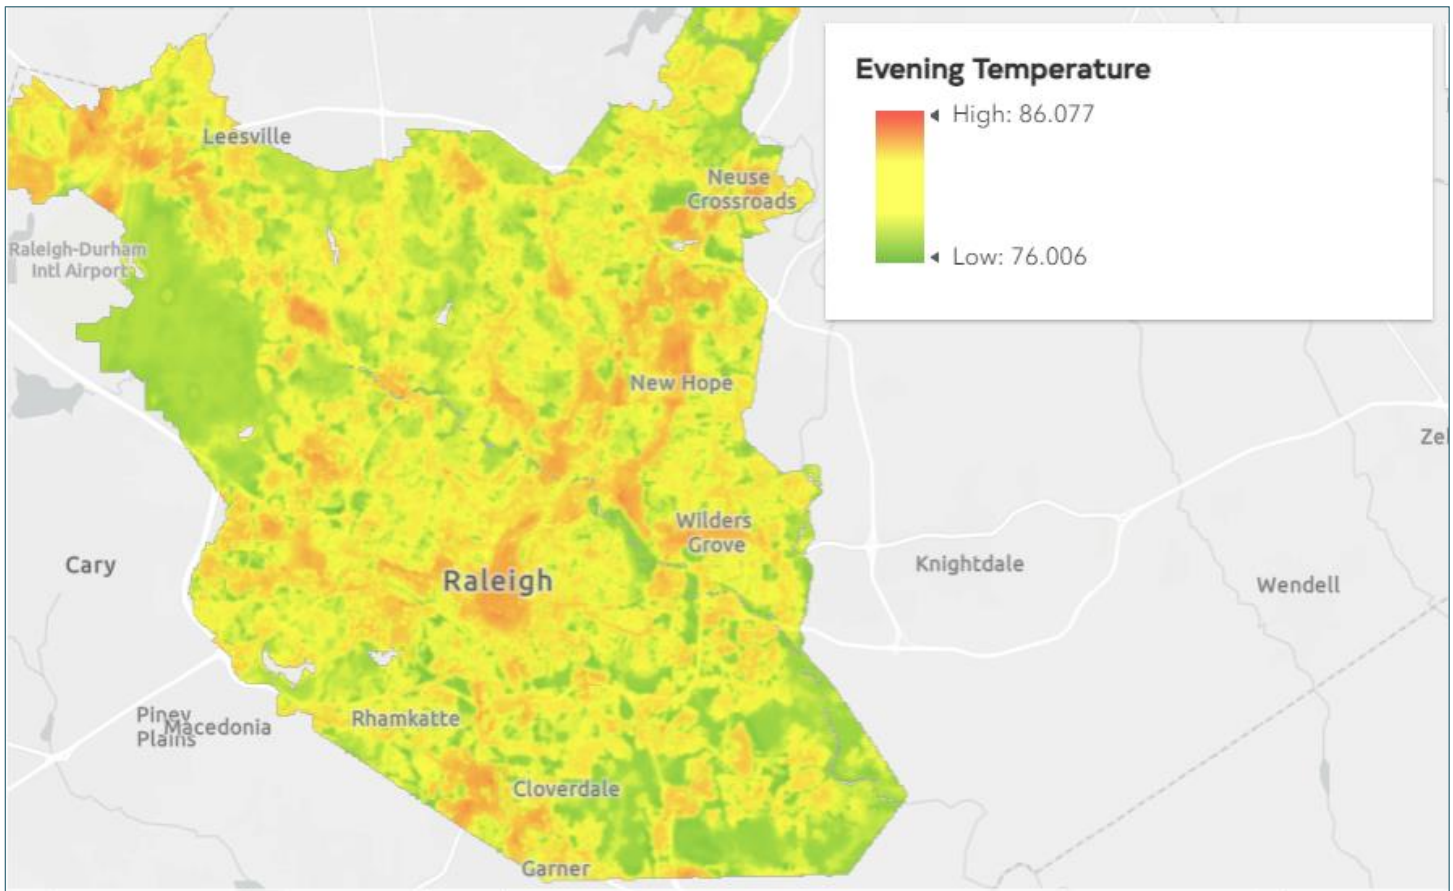 Evening Temperature
High: 86.077
Low: 76.006
Leesville
Neuse
Crossroads
Raleigh-Durham
Intl Airport
New Hope
Zel
Wilders
Grove
Cary
Raleigh
Knightdale
Wendell
Piney
Plains
Macedonia
Rhamkatte
Cloverdale
Garner